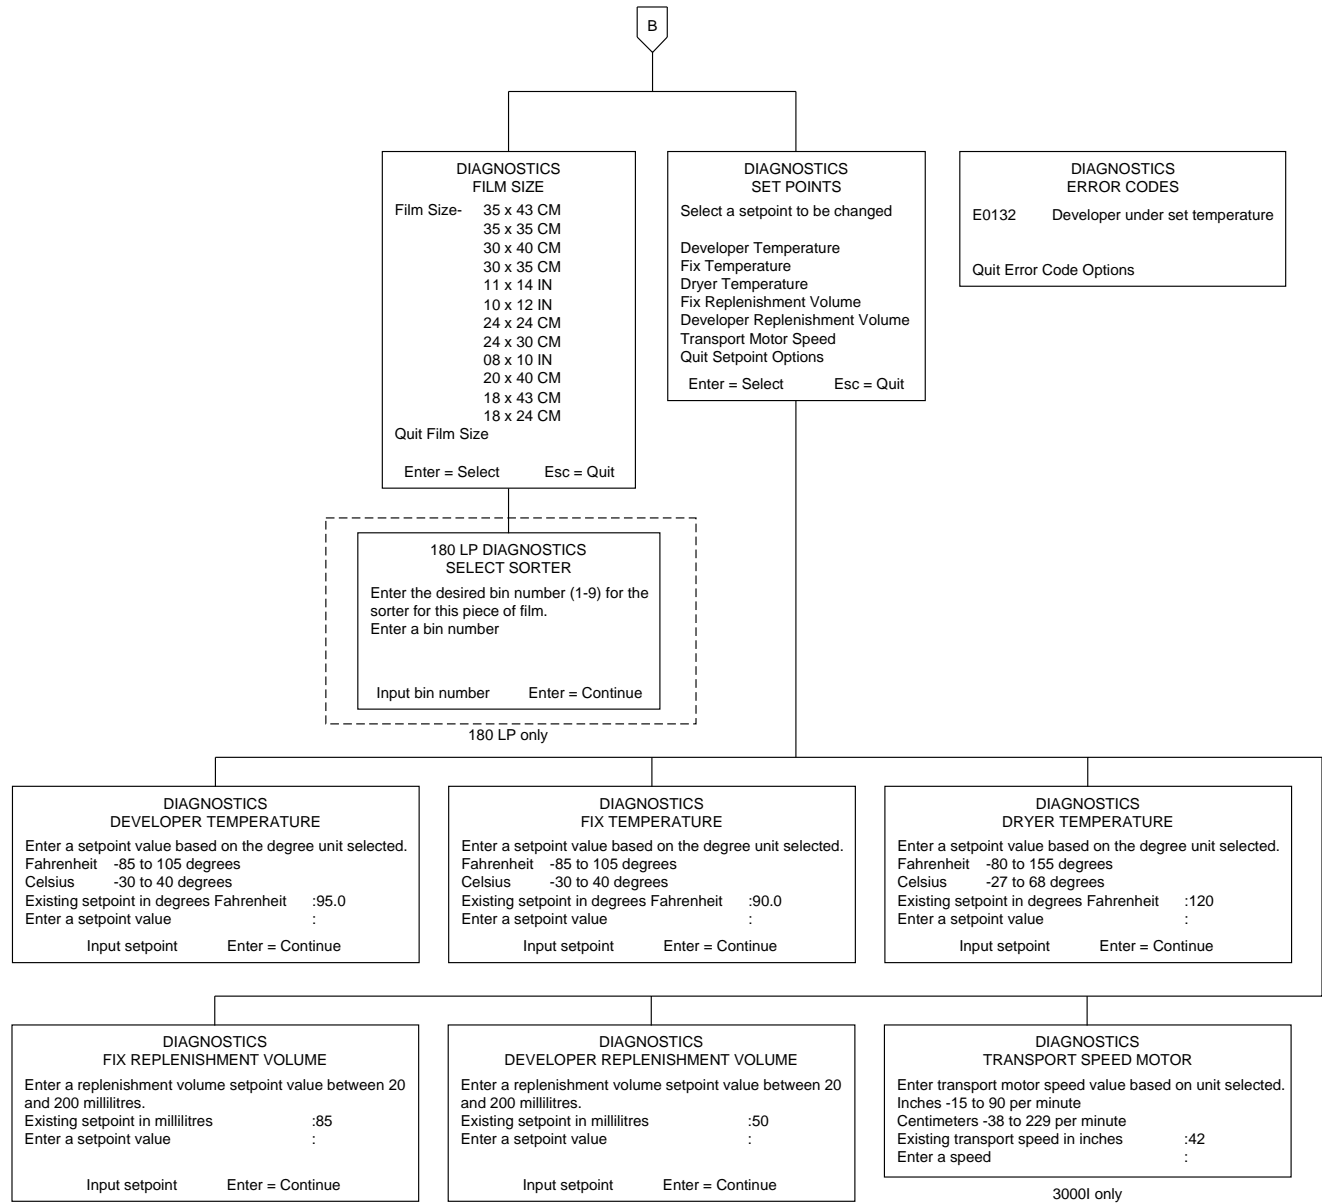 B
DIAGNOSTICS
FILM SIZE
Film Size- 35 x 43 CM
35 x 35 CM
30 x 40 CM
30 x 35 CM
11 x 14 IN
10 x 12 IN
24 x 24 CM
24 x 30 CM
08 x 10 IN
20 x 40 CM
18 x 43 CM
18 x 24 CM
Quit Film Size
Enter = Select Esc = Quit
DIAGNOSTICS
SET POINTS
Select a setpoint to be changed
Developer Temperature
Fix Temperature
Dryer Temperature
Fix Replenishment Volume
Developer Replenishment Volume
Transport Motor Speed
Quit Setpoint Options
Enter = Select Esc = Quit
DIAGNOSTICS
ERROR CODES
E0132 Developer under set temperature
Quit Error Code Options
180 LP DIAGNOSTICS
SELECT SORTER
Enter the desired bin number (1-9) for the
sorter for this piece of film.
Enter a bin number
Input bin number Enter = Continue
180 LP only
DIAGNOSTICS
DEVELOPER TEMPERATURE
Enter a setpoint value based on the degree unit selected.
Fahrenheit -85 to 105 degrees
Celsius -30 to 40 degrees
Existing setpoint in degrees Fahrenheit :95.0
Enter a setpoint value :
Input setpoint Enter = Continue
DIAGNOSTICS
FIX TEMPERATURE
Enter a setpoint value based on the degree unit selected.
Fahrenheit -85 to 105 degrees
Celsius -30 to 40 degrees
Existing setpoint in degrees Fahrenheit :90.0
Enter a setpoint value :
Input setpoint Enter = Continue
DIAGNOSTICS
DRYER TEMPERATURE
Enter a setpoint value based on the degree unit selected.
Fahrenheit -80 to 155 degrees
Celsius -27 to 68 degrees
Existing setpoint in degrees Fahrenheit :120
Enter a setpoint value :
Input setpoint Enter = Continue
DIAGNOSTICS
FIX REPLENISHMENT VOLUME
Enter a replenishment volume setpoint value between 20
and 200 millilitres.
Existing setpoint in millilitres :85
Enter a setpoint value :
Input setpoint Enter = Continue
DIAGNOSTICS
DEVELOPER REPLENISHMENT VOLUME
Enter a replenishment volume setpoint value between 20
and 200 millilitres.
Existing setpoint in millilitres :50
Enter a setpoint value :
Input setpoint Enter = Continue
DIAGNOSTICS
TRANSPORT SPEED MOTOR
Enter transport motor speed value based on unit selected.
Inches -15 to 90 per minute
Centimeters -38 to 229 per minute
Existing transport speed in inches :42
Enter a speed :
3000I only